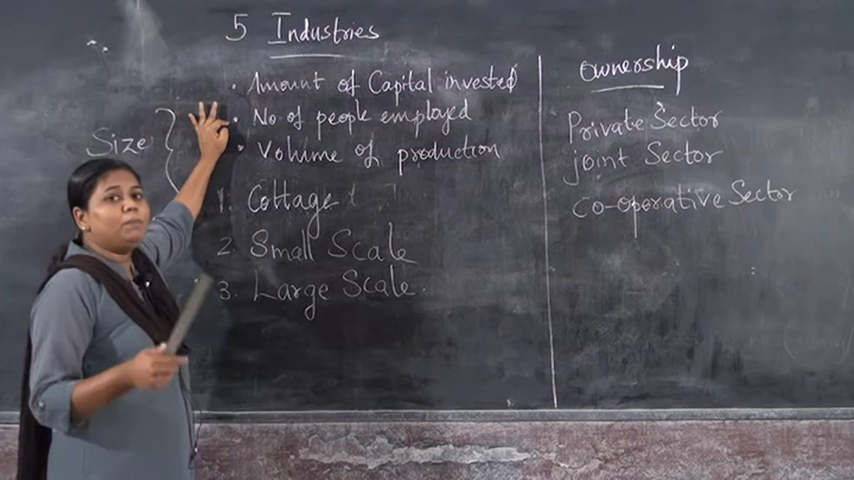 5 Industries
Size
• Amount of Capital invested
• No of people employed
• Volume of production
1. Cottage
2. Small Scale
3. Large Scale.
Ownership
Private Sector
joint Sector
Co-operative Sector